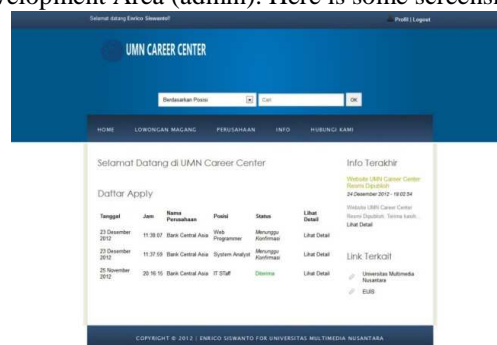 velopment Area (admin). Here is some screensh
Selamat datang Enrico Siswanto!!
Profil | Logout
UMN CAREER CENTER
Berdasarkan Posisi
Cari
OK
HOME LOWONGAN MAGANG PERUSAHAAN INFO HUBUNGI KAMI
Selamat Datang di UMN Career Center
Daftar Apply
Tanggal Jam Nama Perusahaan Posisi Status Lihat Detail
23 Desember 2012 11:38:07 Bank Central Asia Web Programmer Menunggu Konfirmasi Lihat Detail
23 Desember 2012 11:37:59 Bank Central Asia System Analyst Menunggu Konfirmasi Lihat Detail
25 November 2012 20:16:15 Bank Central Asia IT Staff Diterima Lihat Detail
Info Terakhir
Website UMN Career Center
Resmi Dipublish
24 Desember 2012 - 16:02:54
Website UMN Career Center
Resmi Dipublish. Terima kasih...
Lihat Detail
Link Terkait
Universitas Multimedia
Nusantara
COPYRIGHT © 2012 | ENRICO SISWANTO FOR UNIVERSITAS MULTIMEDIA NUSANTARA